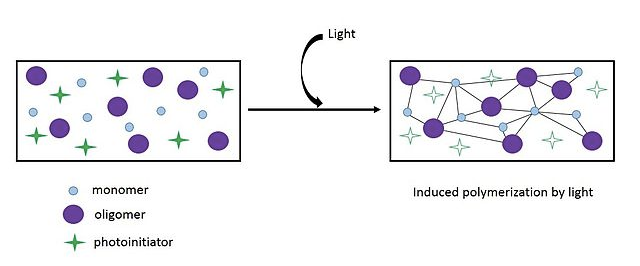 Light
monomer
oligomer
photoinitiator
Induced polymerization by light